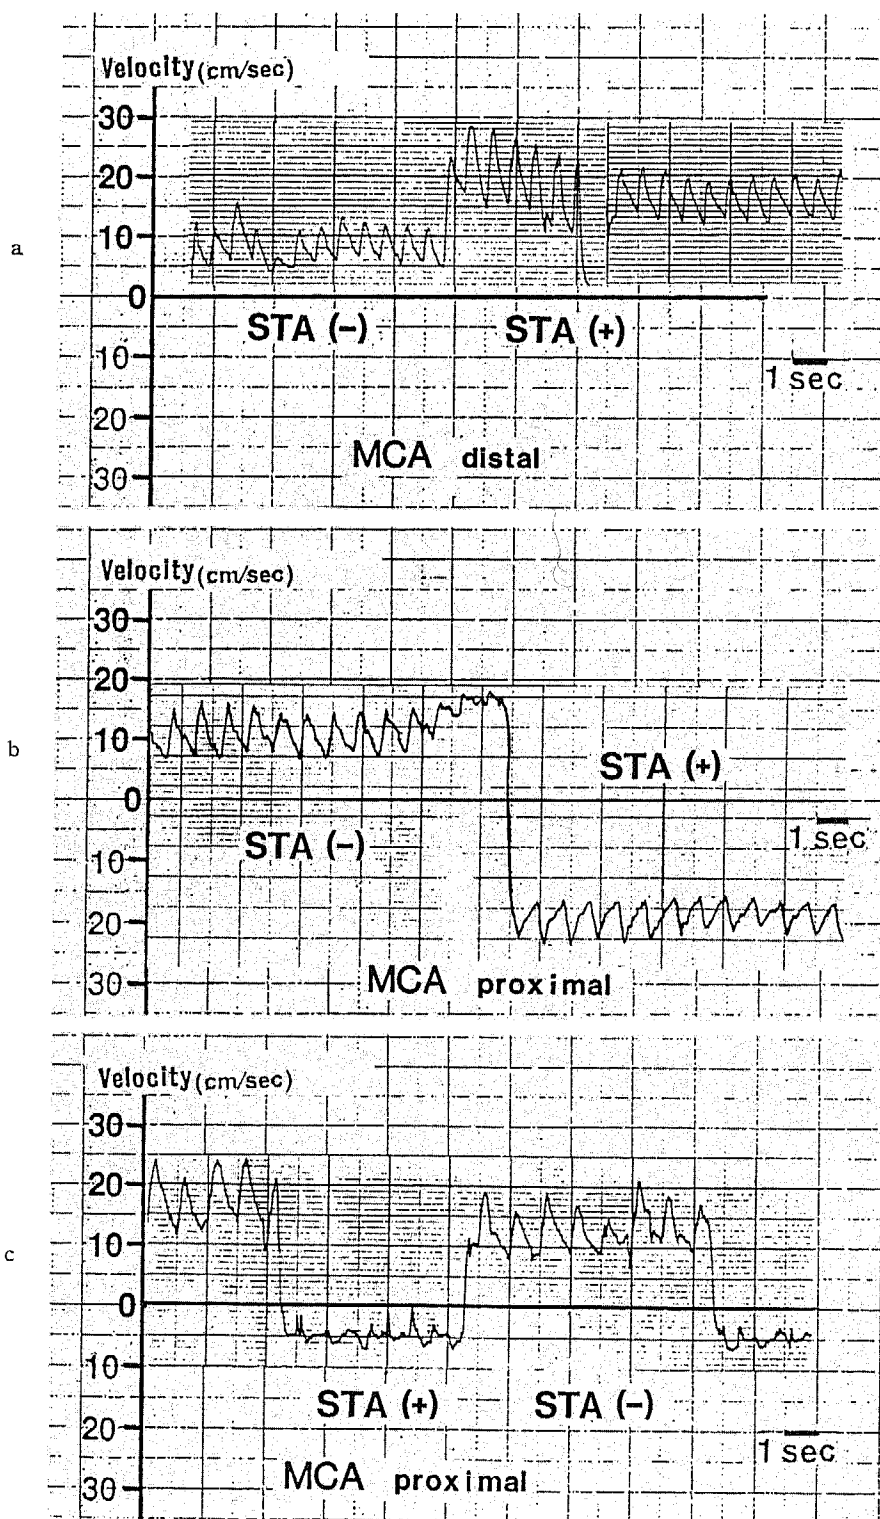 Velocity (cm/sec)
30
20
a
10
0
STA (-) STA (+)
10
1 sec
20
MCA distal
30
Velocity (cm/sec)
30
20
b
10
STA (+)
0
1 sec
STA (-)
10
20
MCA proximal
30
Velocity (cm/sec)
30
20
c
10
0
10
STA (+) STA (-)
20
1 sec
MCA proximal
30